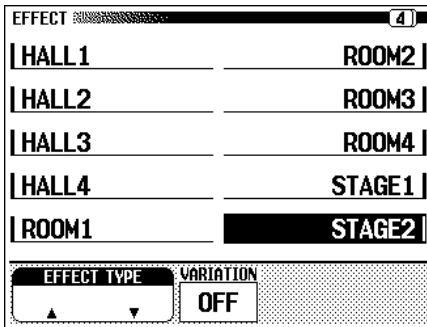 EFFECT 4
HALL1 ROOM2
HALL2 ROOM3
HALL3 ROOM4
HALL4 STAGE1
ROOM1 STAGE2
EFFECT TYPE VARIATION
▲ ▼ OFF